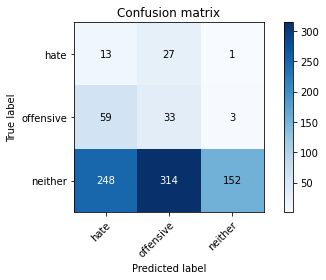 Confusion matrix
hate 13 27 1
offensive 59 33 3
neither 248 314 152
hate offensive neither
True label
Predicted label
300
250
200
150
100
50